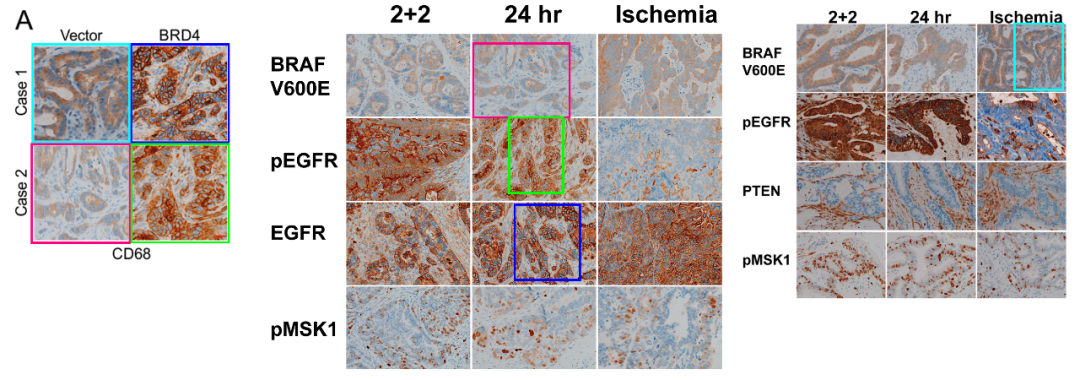 A
Vector BRD4
Case 1
Case 2
CD68
2+2 24 hr Ischemia
BRAF
V600E
pEGFR
EGFR
pMSK1
2+2 24 hr Ischemia
BRAF
V600E
pEGFR
PTEN
pMSK1